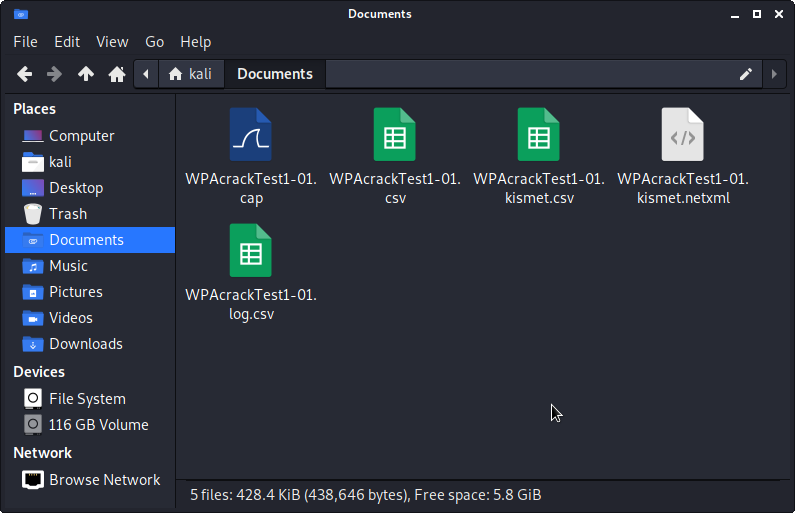 Documents
File Edit View Go Help
kali Documents
Places
Computer
kali
Desktop
Trash
Documents
Music
Pictures
Videos
Downloads
Devices
File System
116 GB Volume
Network
Browse Network
WPAcrackTest1-01.
cap
WPAcrackTest1-01.
csv
WPAcrackTest1-01.
kismet.csv
WPAcrackTest1-01.
kismet.netxml
WPAcrackTest1-01.
log.csv
5 files: 428.4 KiB (438,646 bytes), Free space: 5.8 GiB